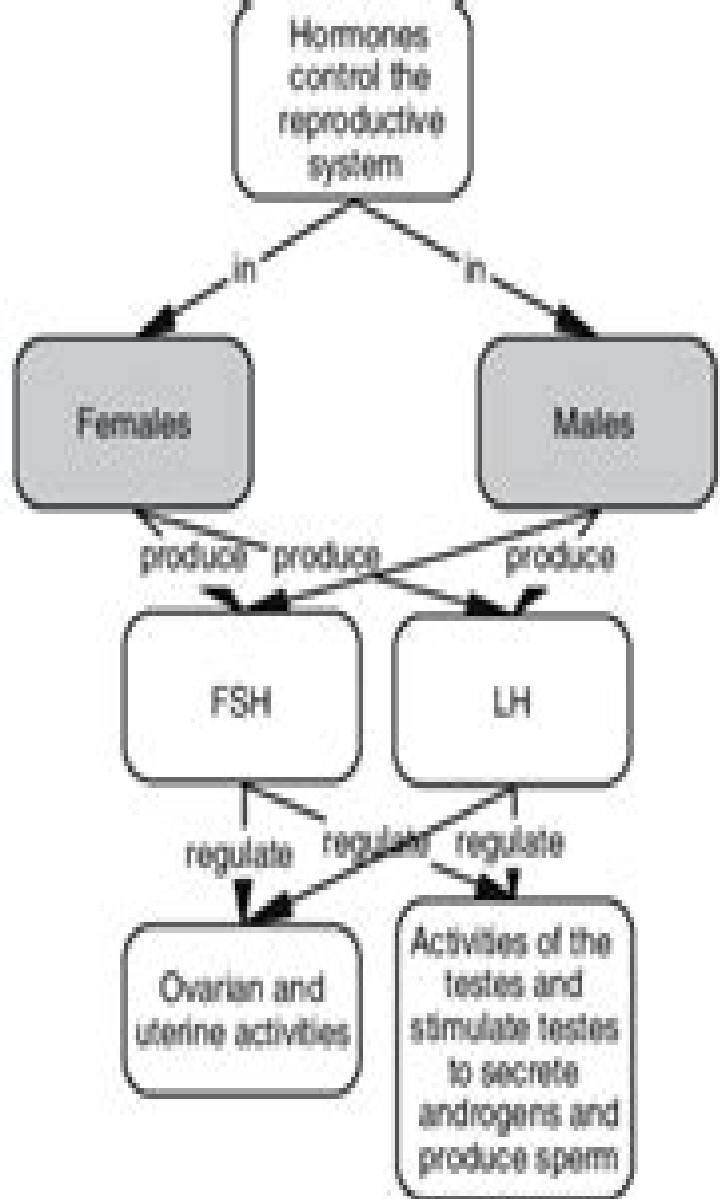 Hormones
control the
reproductive
system
in in
Females Males
produce produce produce
FSH LH
regulate regulate regulate
Ovarian and
uterine activities
Activities of the
testes and
stimulate testes
to secrete
androgens and
produce sperm